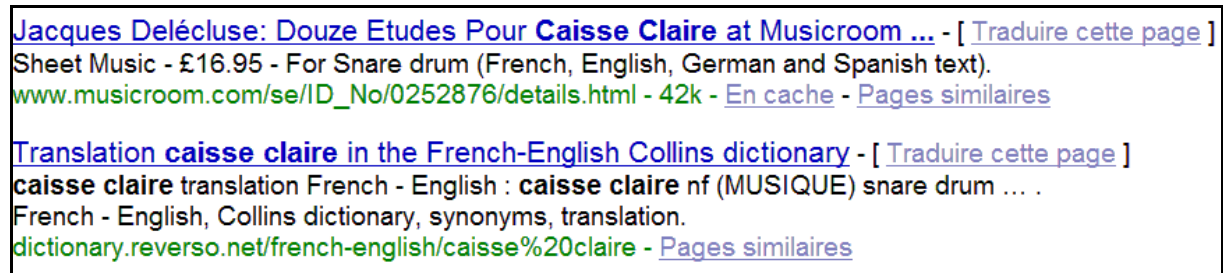 Jacques Delécluse: Douze Etudes Pour Caisse Claire at Musicroom ... - [ Traduire cette page ]
Sheet Music - £16.95 - For Snare drum (French, English, German and Spanish text).
www.musicroom.com/se/ID_No/0252876/details.html - 42k - En cache - Pages similaires
Translation caisse claire in the French-English Collins dictionary - [ Traduire cette page ]
caisse claire translation French - English : caisse claire nf (MUSIQUE) snare drum ... .
French - English, Collins dictionary, synonyms, translation.
dictionary.reverso.net/french-english/caisse%20claire - Pages similaires